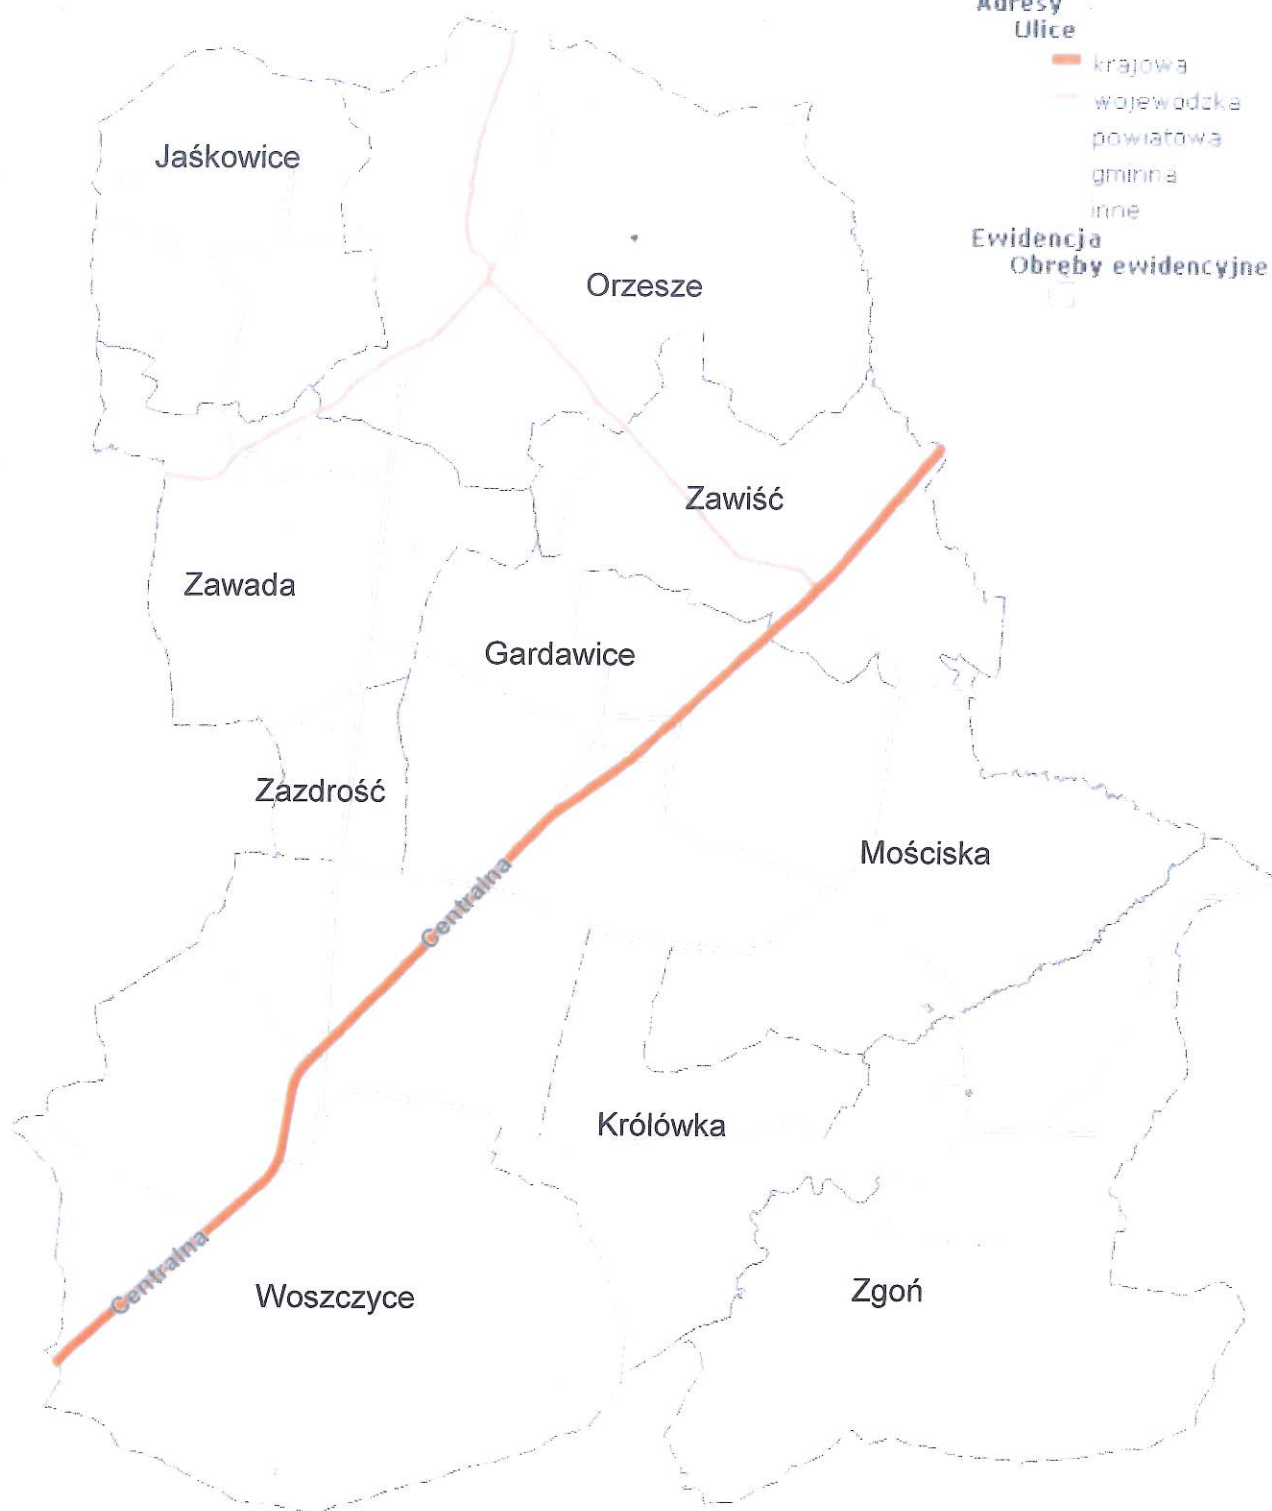 Adresy
Ulice
krajowa
wojewódzka
powiatowa
gminna
inne
Ewidencja
Obręby ewidencyjne
Jaśkowice
Orzesze
Zawiść
Zawada
Gardawice
Zazdrość
Mościska
Centralna
Królówka
Centralna
Woszczyce
Zgoń